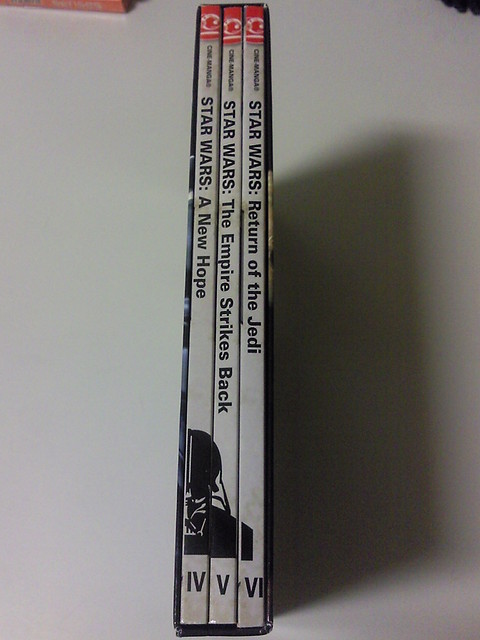 CINE-MANGA®
STAR WARS: A New Hope
IV
CINE-MANGA®
STAR WARS: The Empire Strikes Back
V
CINE-MANGA®
STAR WARS: Return of the Jedi
VI